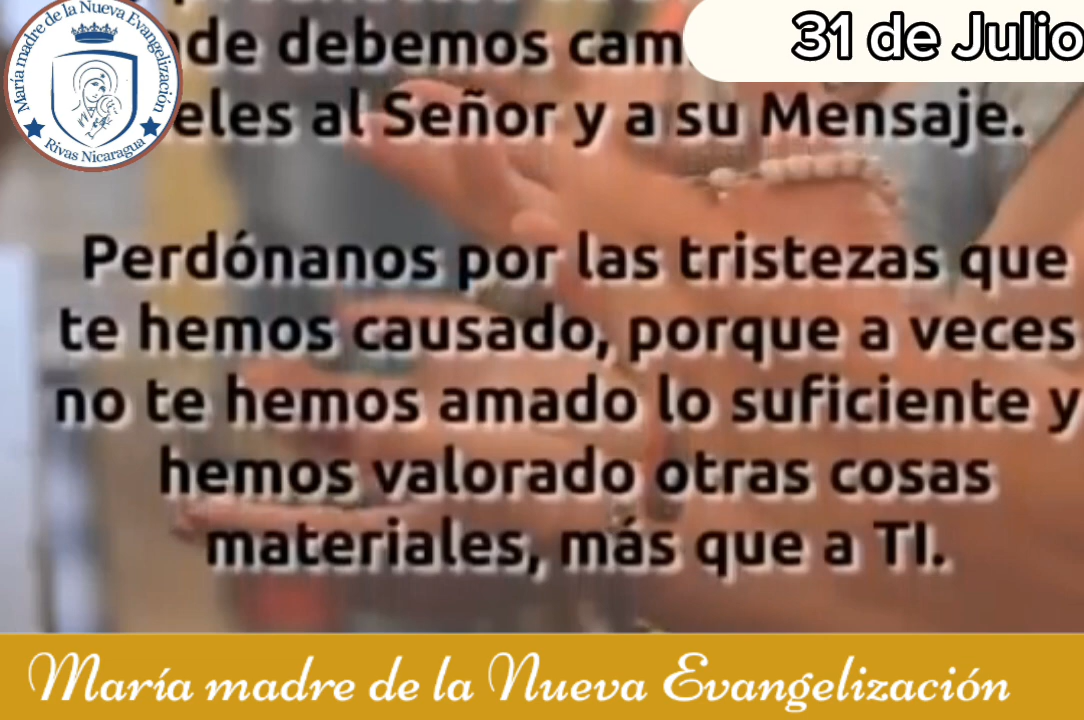 31 de Julio
María madre de la Nueva Evangelización
Rivas Nicaragua
de debemos
al Señor y a su Mensaje.
Perdónanos por las tristezas que
te hemos causado, porque a veces
no te hemos amado lo suficiente y
hemos valorado otras cosas
materiales, más que a TI.
María madre de la Nueva Evangelización